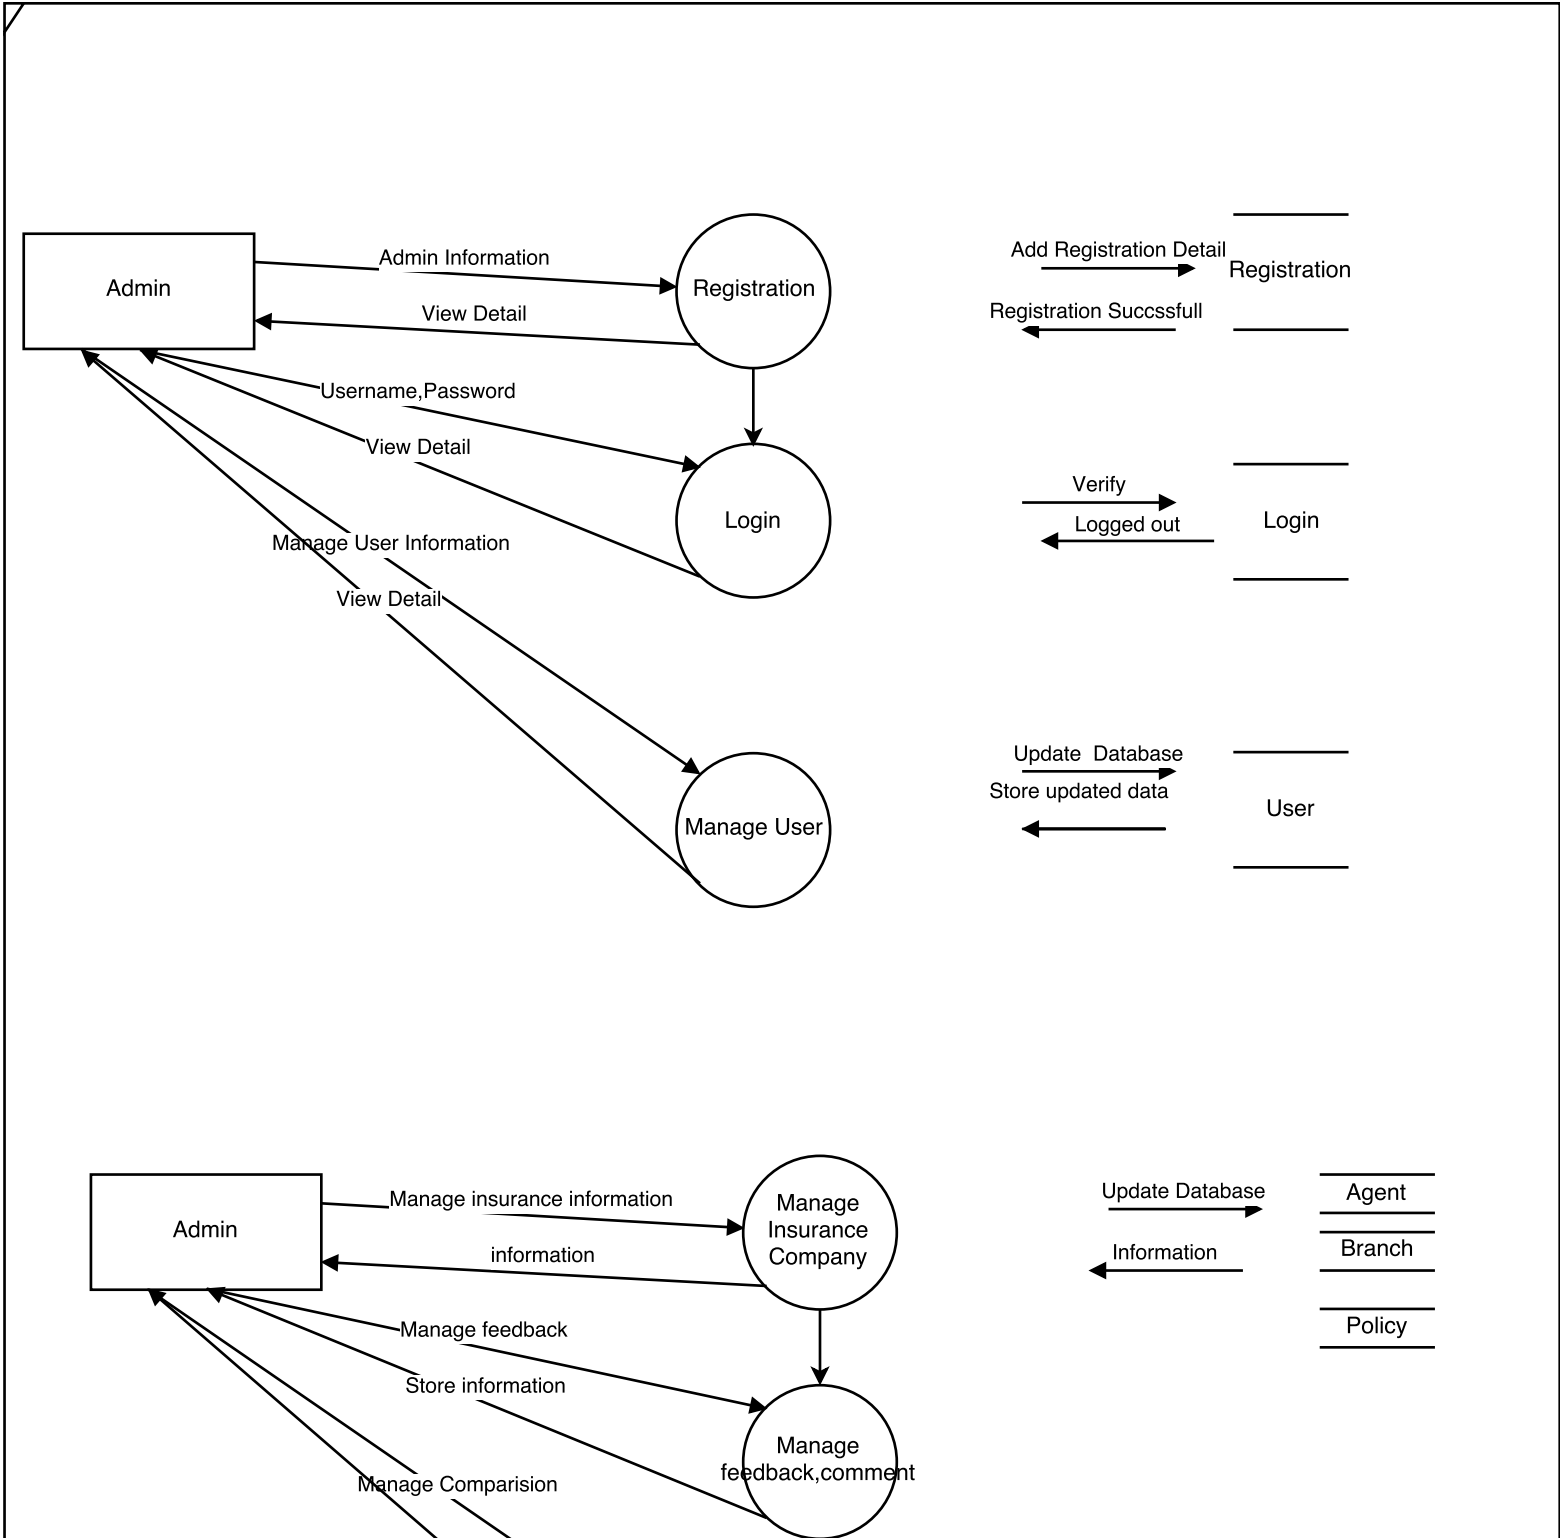 Admin
Admin Information
Registration
View Detail
Add Registration Detail
Registration
Registration Succssfull
Username,Password
View Detail
Login
Verify
Logged out
Login
Manage User Information
View Detail
Manage User
Update  Database
Store updated data
User
Admin
Manage insurance information
information
Manage
Insurance
Company
Update Database
Information
Agent
Branch
Policy
Manage feedback
Store information
Manage
feedback,comment
Manage Comparision